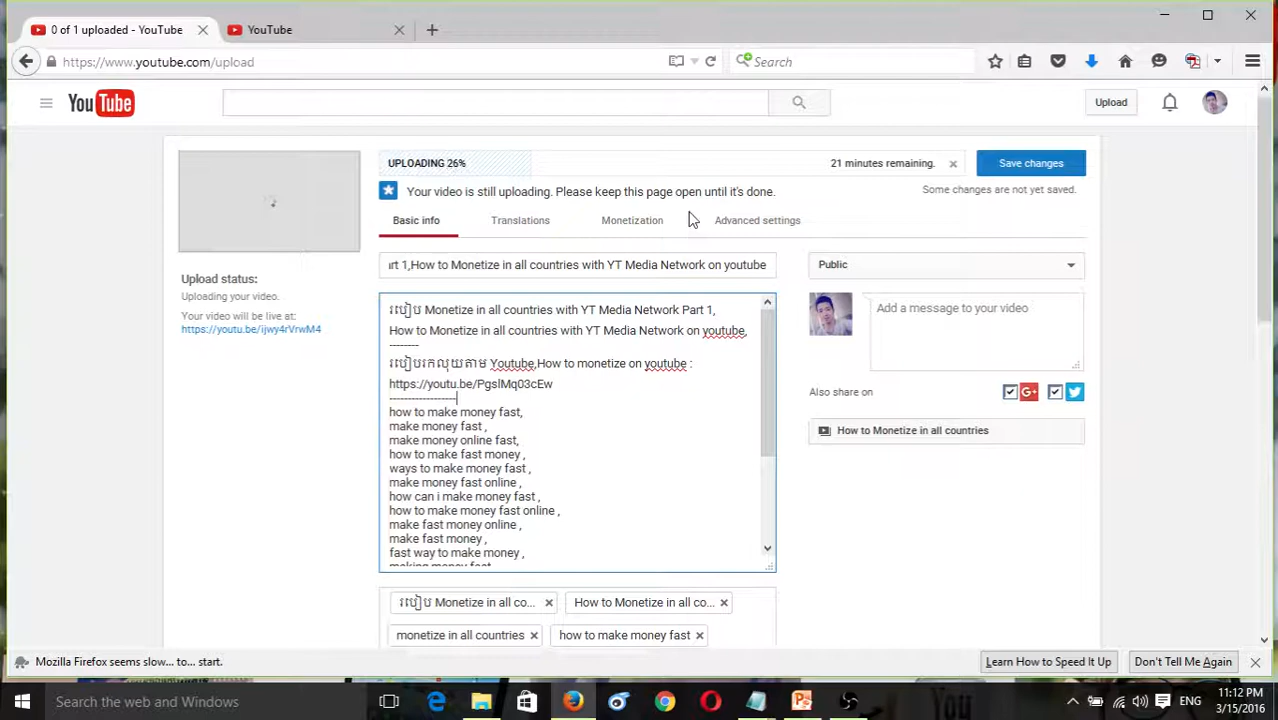 0 of 1 uploaded - YouTube
YouTube
https://www.youtube.com/upload
Search
YouTube
Upload
UPLOADING 26%
21 minutes remaining.
Save changes
Your video is still uploading. Please keep this page open until it's done.
Some changes are not yet saved.
Basic info
Translations
Monetization
Advanced settings
Upload status:
Uploading your video.
Your video will be live at:
https://youtu.be/ijwy4rVrwM4
rt 1,How to Monetize in all countries with YT Media Network on youtube
Public
របៀប Monetize in all countries with YT Media Network Part 1,
How to Monetize in all countries with YT Media Network on youtube,
--------
របៀបរកលុយតាម Youtube,How to monetize on youtube :
https://youtu.be/PgslMq03cEw
------------------
how to make money fast,
make money fast ,
make money online fast,
how to make fast money ,
ways to make money fast ,
make money fast online ,
how can i make money fast ,
how to make money fast online ,
make fast money online ,
make fast money ,
fast way to make money ,
making money fast
Add a message to your video
Also share on
G+
How to Monetize in all countries
របៀប Monetize in all co...
How to Monetize in all co...
monetize in all countries
how to make money fast
Mozilla Firefox seems slow... to... start.
Learn How to Speed It Up
Don't Tell Me Again
Search the web and Windows
ENG
11:12 PM
3/15/2016